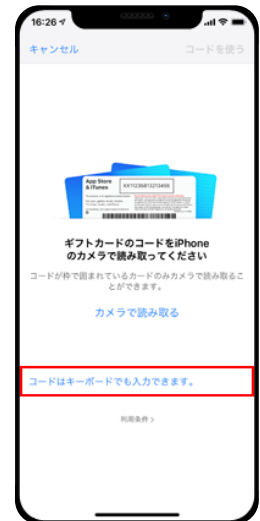 16:26
キャンセル
コードを使う
App Store
& iTunes
ギフトカードのコードをiPhone
のカメラで読み取ってください
コードが枠で囲まれているカードのみカメラで読み取るこ
とができます。
カメラで読み取る
コードはキーボードでも入力できます。
利用条件 >